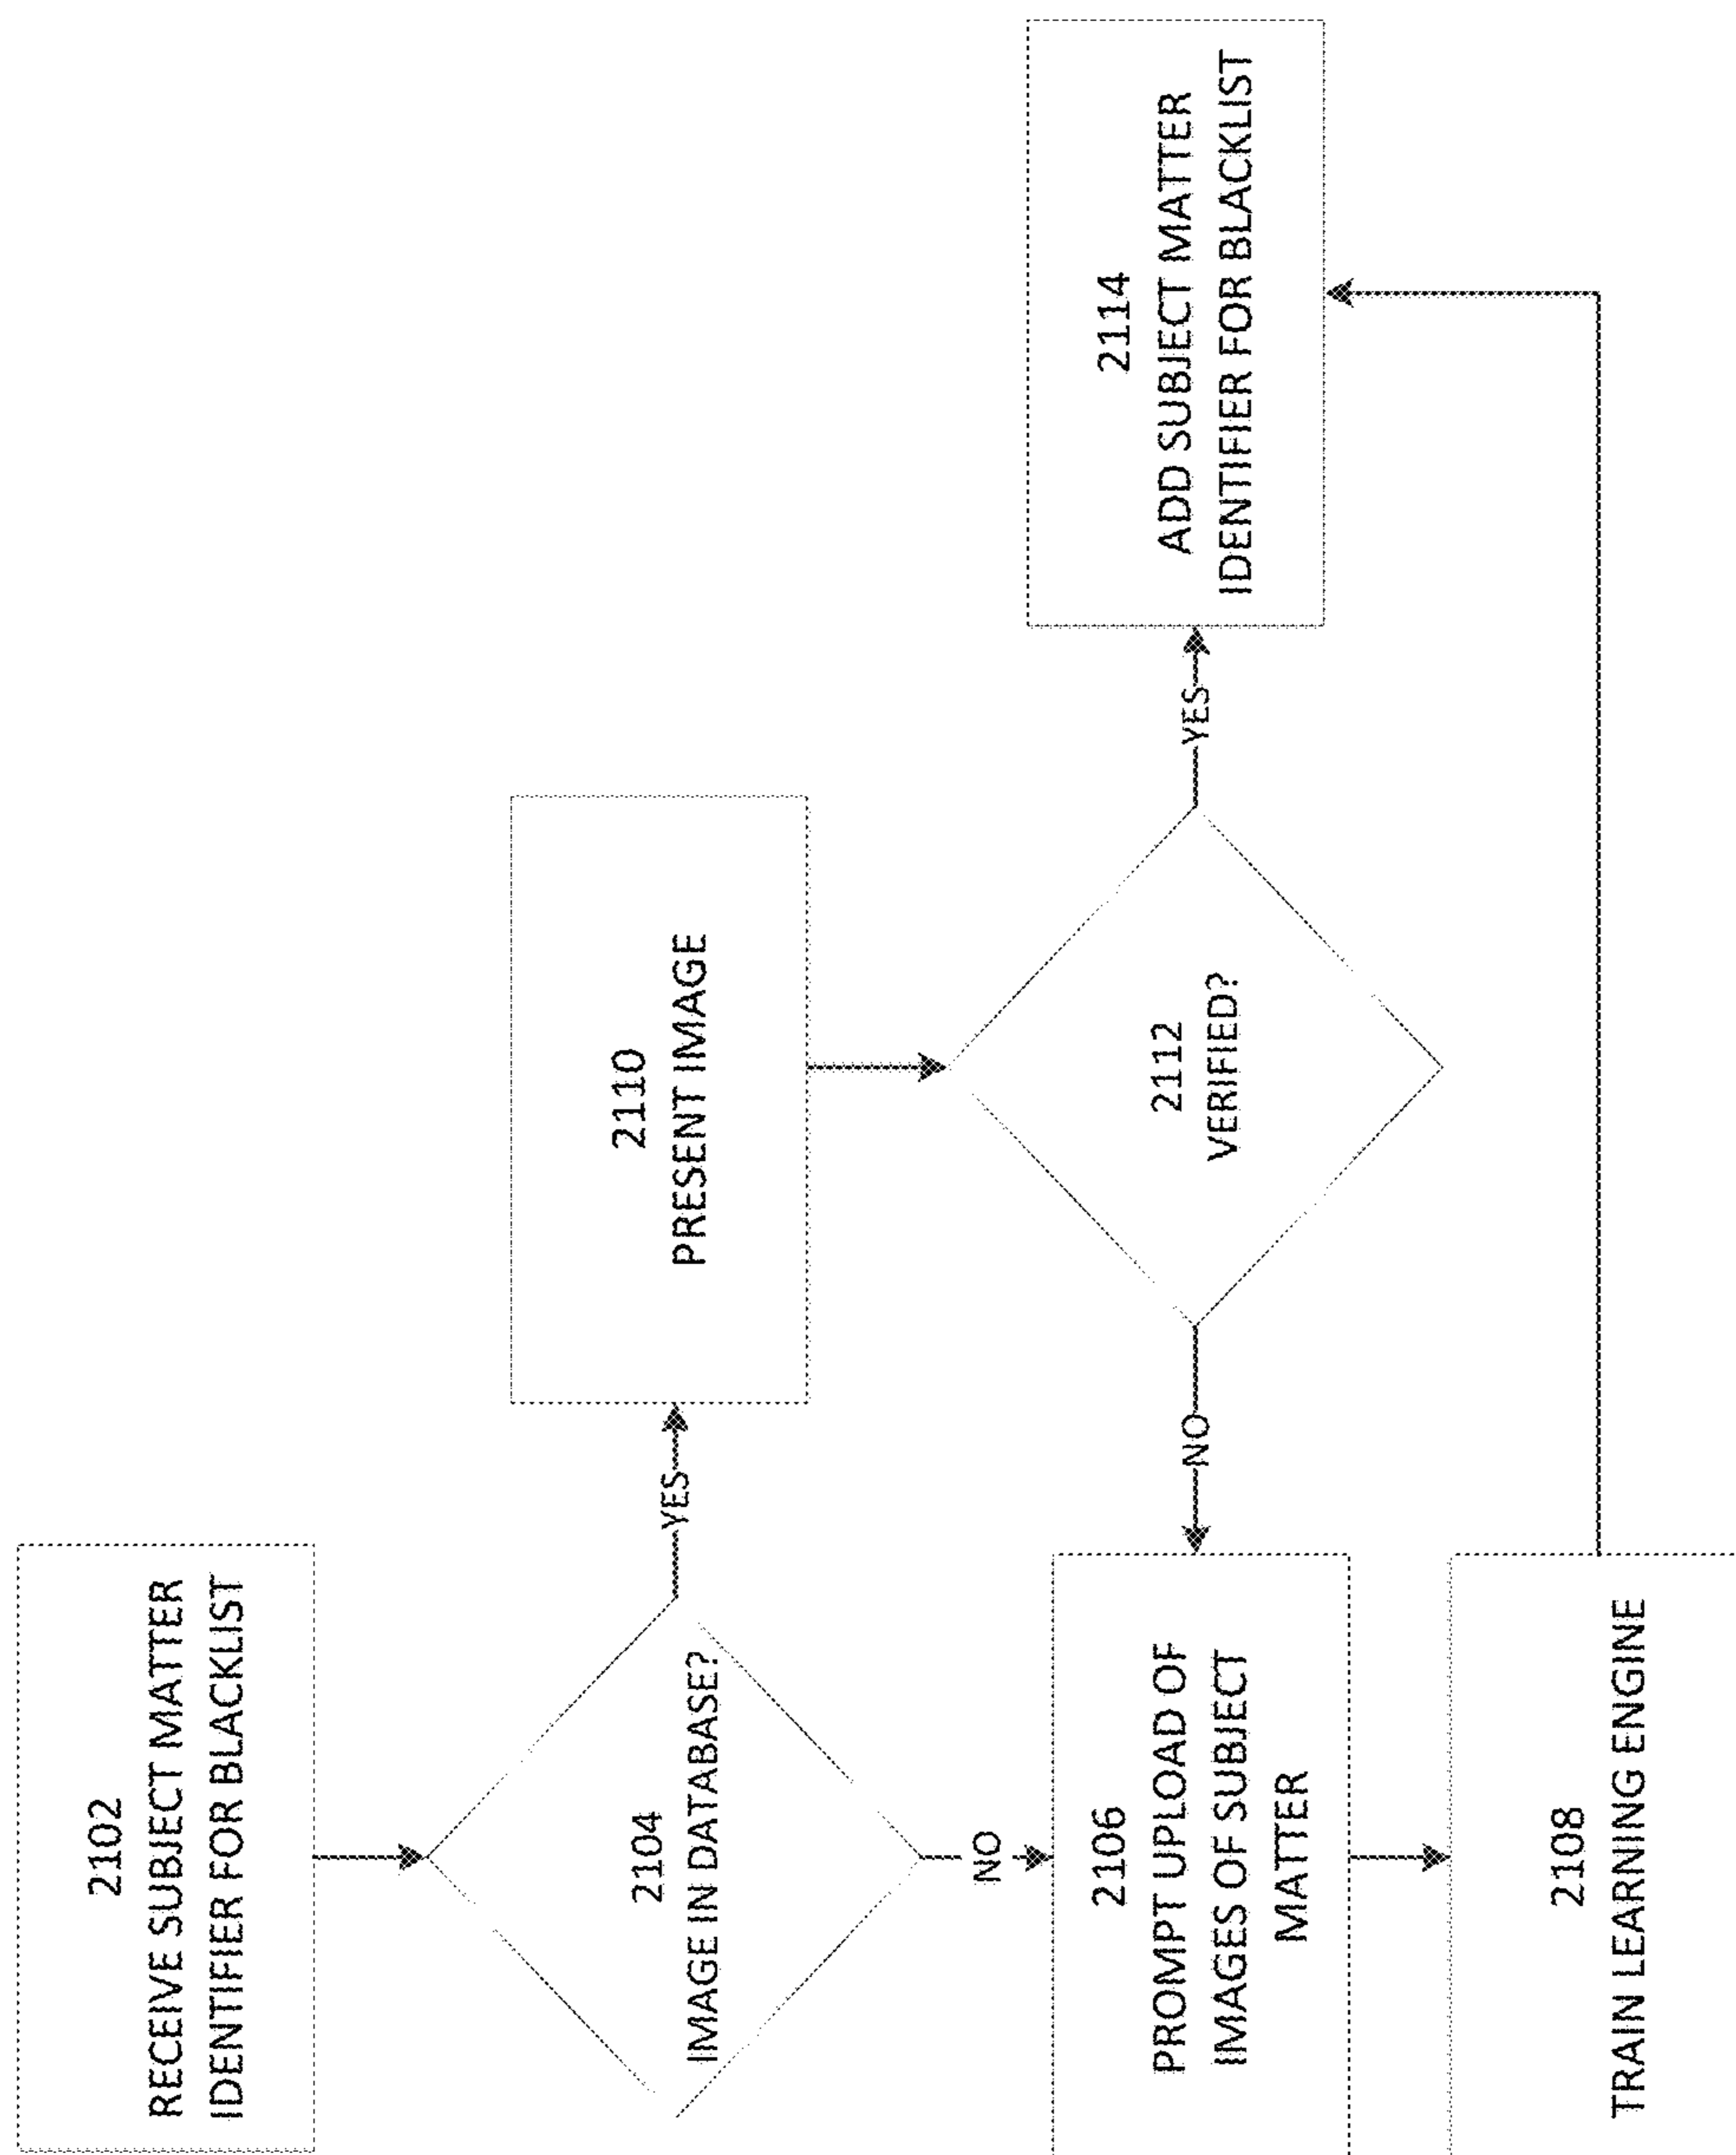 2102
RECEIVE SUBJECT MATTER
IDENTIFIER FOR BLACKLIST
2104
IMAGE IN DATABASE?
YES
2110
PRESENT IMAGE
NO
2106
PROMPT UPLOAD OF
IMAGES OF SUBJECT
MATTER
NO
2112
VERIFIED?
YES
2114
ADD SUBJECT MATTER
IDENTIFIER FOR BLACKLIST
2108
TRAIN LEARNING ENGINE